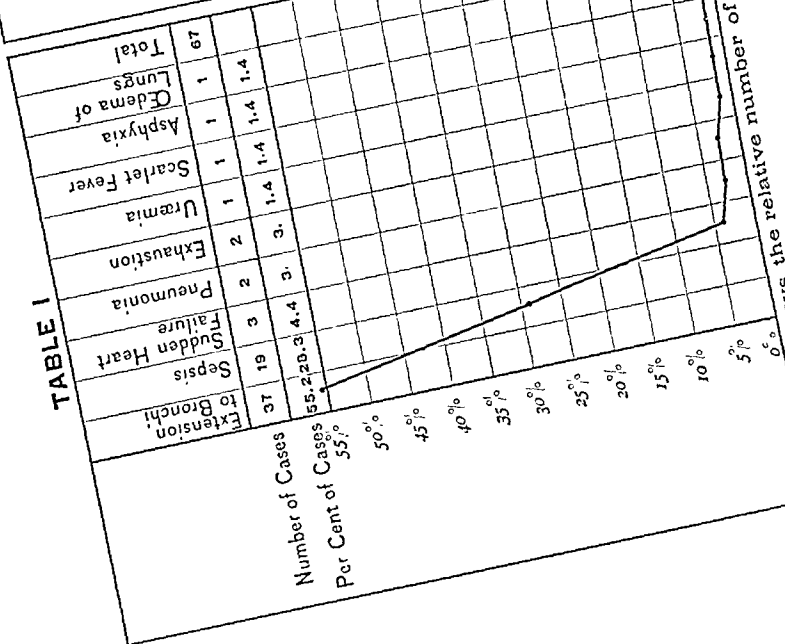 TABLE I
Extension to Bronchi
Sepsis
Sudden Heart Failure
Pneumonia
Exhaustion
Uræmia
Scarlet Fever
Asphyxia
Œdema of Lungs
Total
Number of Cases 37 19 3 2 2 1 1 1 1 67
Per Cent of Cases 55.2 28.3 4.4 3. 3. 1.4 1.4 1.4 1.4
55%
50%
45%
40%
35%
30%
25%
20%
15%
10%
5%
0%
the relative number of